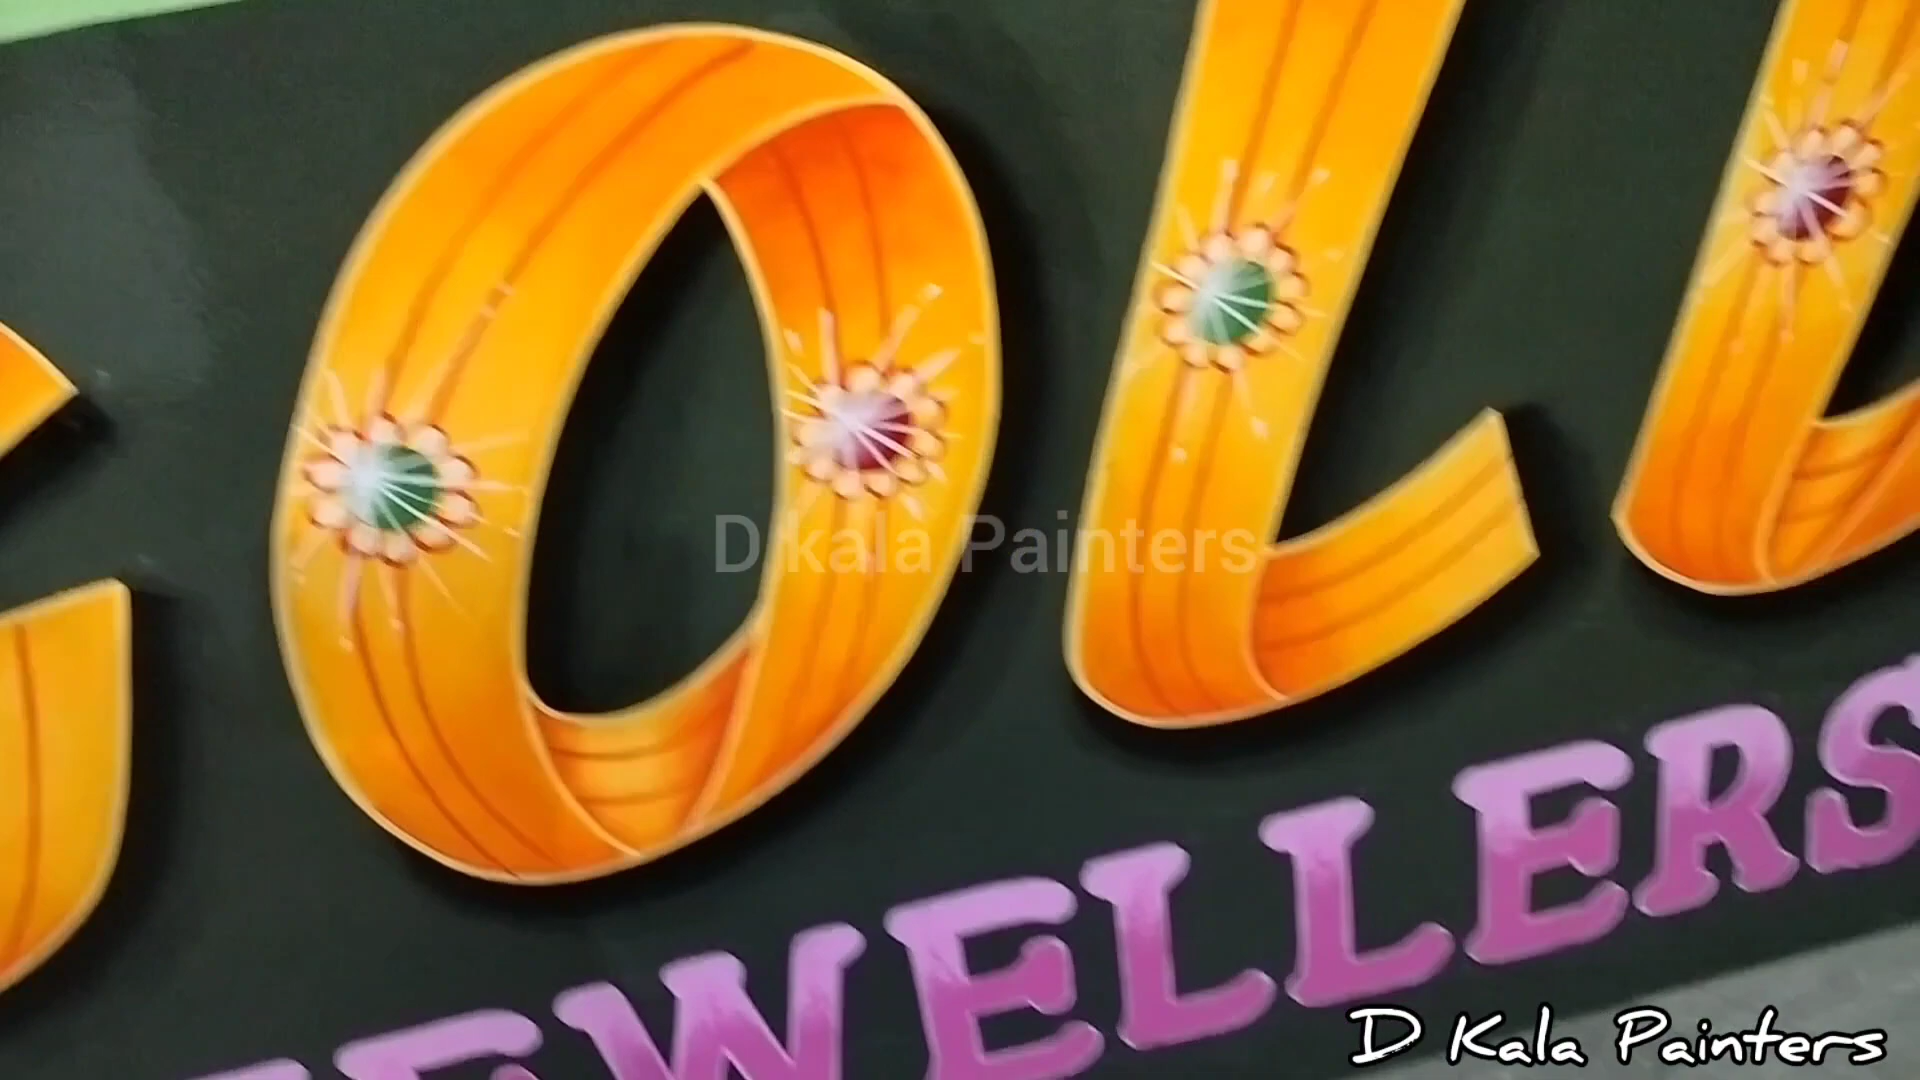 GOLD
D kala Painters
JEWELLERS
D Kala Painters